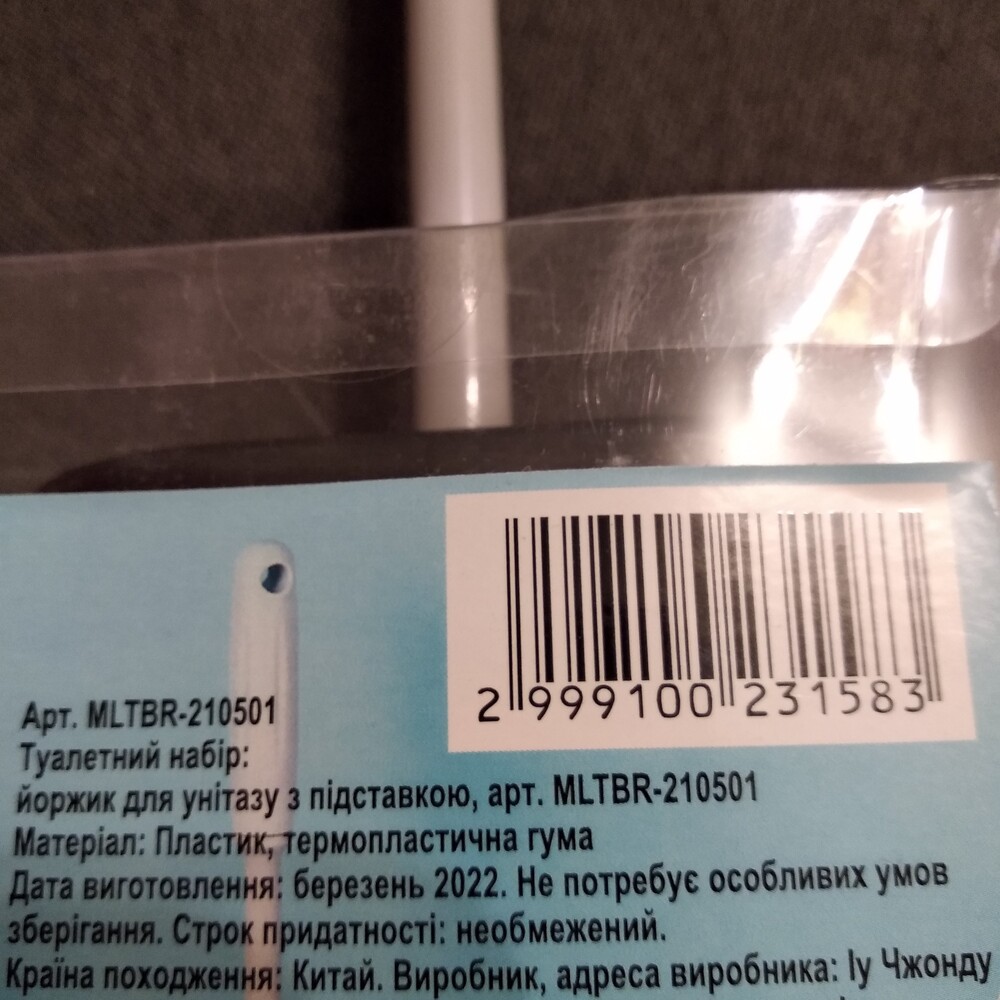 2 999100 231583
Арт. MLTBR-210501
Туалетний набір:
йоржик для унітазу з підставкою, арт. MLTBR-210501
Матеріал: Пластик, термопластична гума
Дата виготовлення: березень 2022. Не потребує особливих умов
зберігання. Строк придатності: необмежений.
Країна походження: Китай. Виробник, адреса виробника: Іу Чжонду